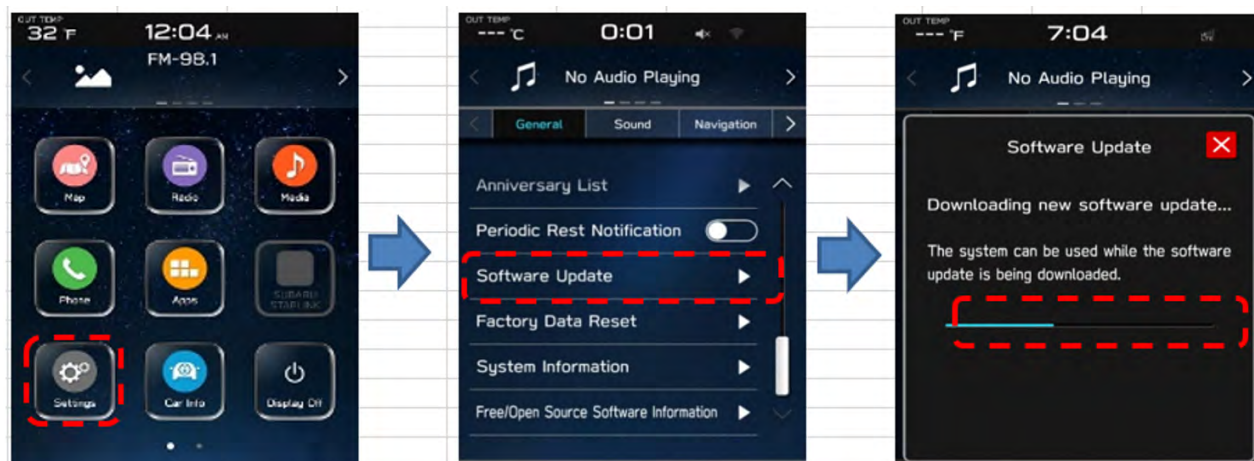 OUT TEMP
32 °F
12:04 AM
FM-98.1
Map
Radio
Media
Phone
Apps
SUBARU
STARLINK
Settings
Car Info
Display Off
OUT TEMP
--- °C
0:01
No Audio Playing
General
Sound
Navigation
Anniversary List
Periodic Rest Notification
Software Update
Factory Data Reset
System Information
Free/Open Source Software Information
OUT TEMP
--- °F
7:04
No Audio Playing
Software Update
Downloading new software update...
The system can be used while the software
update is being downloaded.